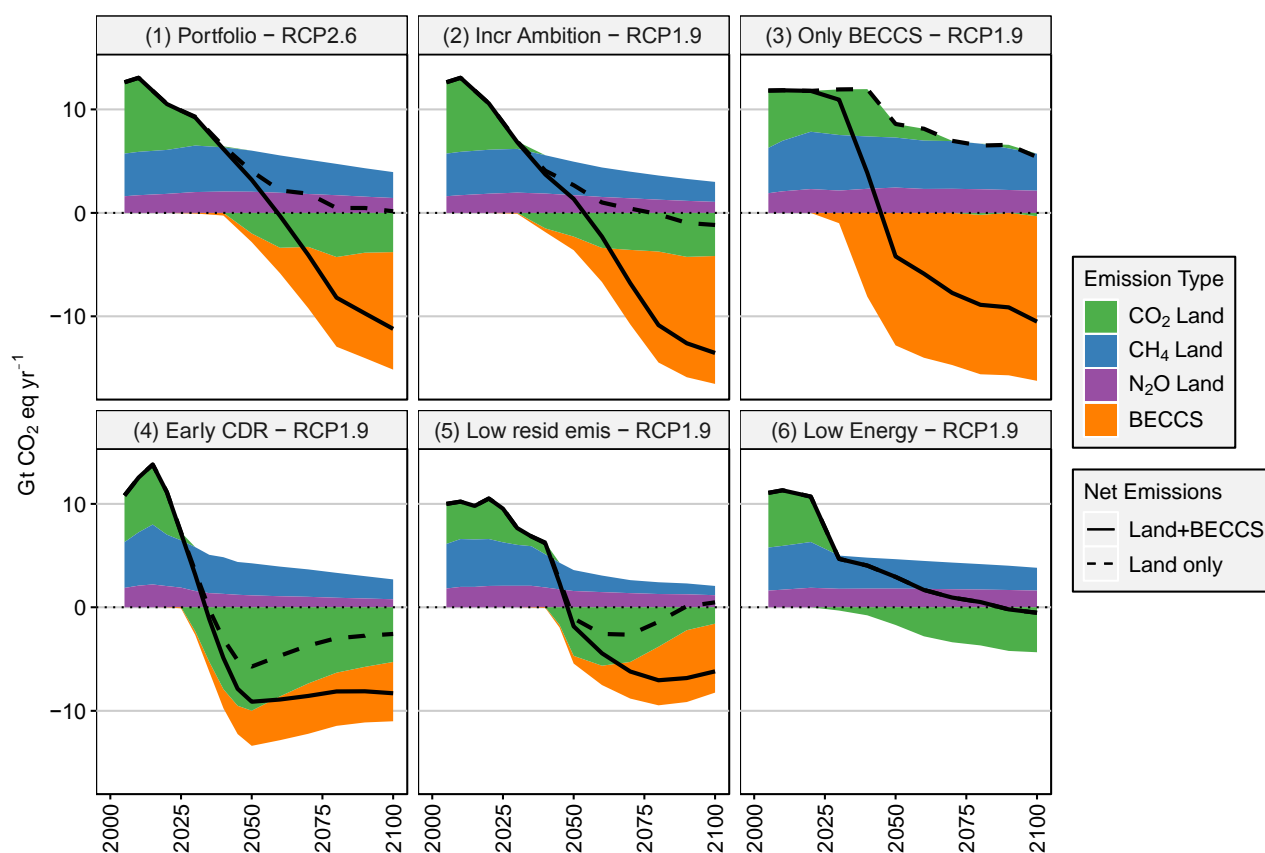 (1) Portfolio − RCP2.6
(2) Incr Ambition − RCP1.9
(3) Only BECCS − RCP1.9
10
0
−10
(4) Early CDR − RCP1.9
(5) Low resid emis − RCP1.9
(6) Low Energy − RCP1.9
10
0
−10
Gt CO₂ eq yr⁻¹
2000
2025
2050
2075
2100
2000
2025
2050
2075
2100
2000
2025
2050
2075
2100
Emission Type
CO₂ Land
CH₄ Land
N₂O Land
BECCS
Net Emissions
Land+BECCS
Land only